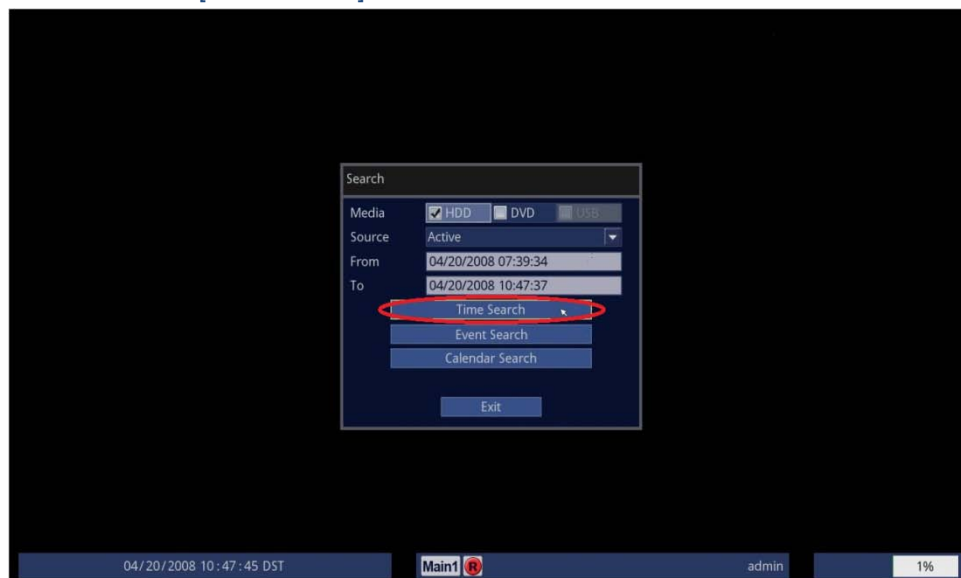 Search
Media HDD DVD USB
Source Active
From 04/20/2008 07:39:34
To 04/20/2008 10:47:37
Time Search
Event Search
Calendar Search
Exit
04/20/2008 10:47:45 DST Main1 R admin 1%